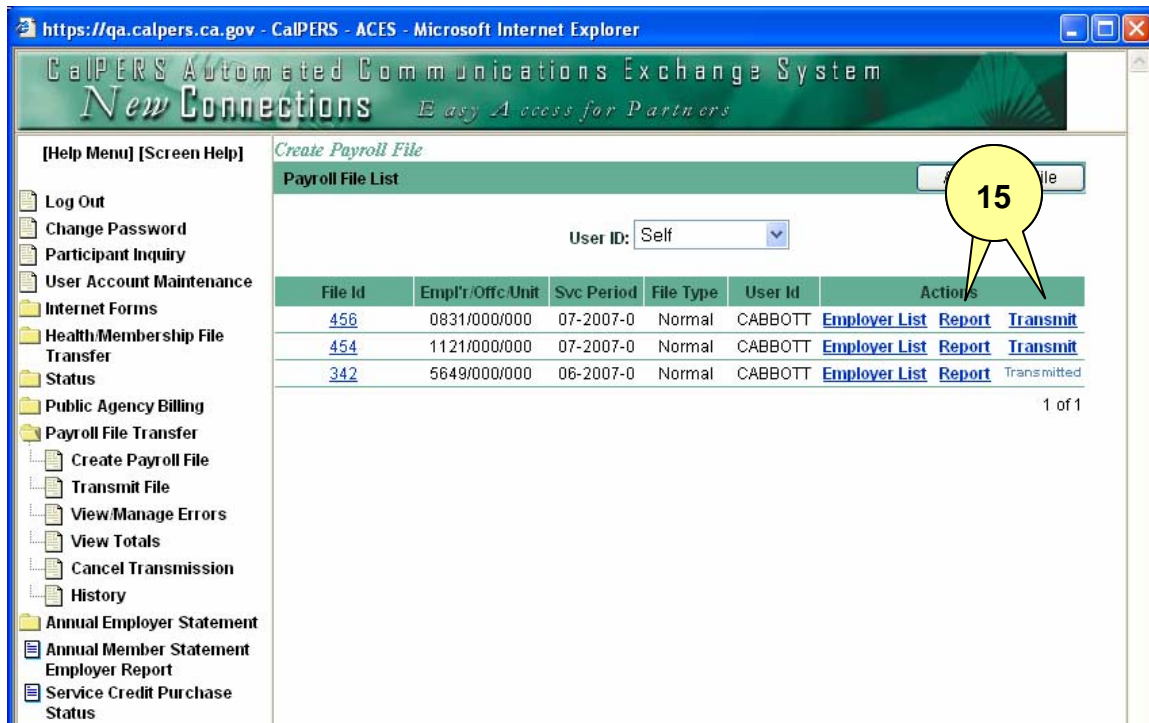 https://qa.calpers.ca.gov - CalPERS - ACES - Microsoft Internet Explorer
CalPERS Automated Communications Exchange System
New Connections Easy Access for Partners
[Help Menu] [Screen Help]
Create Payroll File
Payroll File List
15
Log Out
Change Password
Participant Inquiry
User Account Maintenance
Internet Forms
Health/Membership File
Transfer
Status
Public Agency Billing
Payroll File Transfer
Create Payroll File
Transmit File
View/Manage Errors
View Totals
Cancel Transmission
History
Annual Employer Statement
Annual Member Statement
Employer Report
Service Credit Purchase
Status
User ID: Self
File Id Empl'r/Offc/Unit Svc Period File Type User Id Actions
456 0831/000/000 07-2007-0 Normal CABBOTT Employer List Report Transmit
454 1121/000/000 07-2007-0 Normal CABBOTT Employer List Report Transmit
342 5649/000/000 06-2007-0 Normal CABBOTT Employer List Report Transmitted
1 of 1